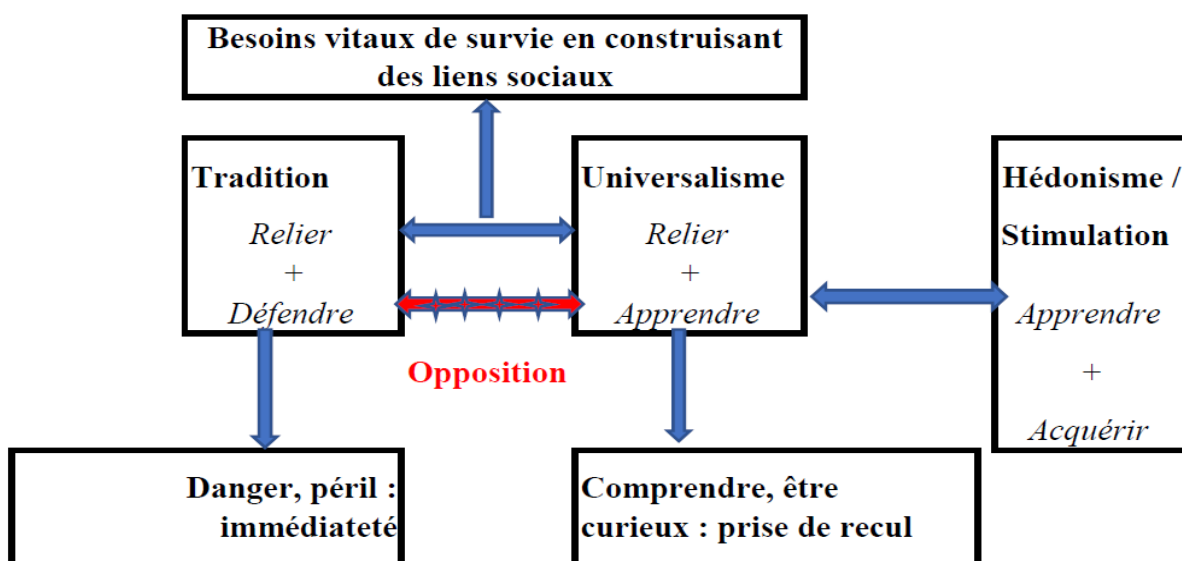 Besoins vitaux de survie en construisant
des liens sociaux
Tradition
Relier
+
Défendre
Universalisme
Relier
+
Apprendre
Hédonisme /
Stimulation
Apprendre
+
Acquérir
Opposition
Danger, péril :
immédiateté
Comprendre, être
curieux : prise de recul